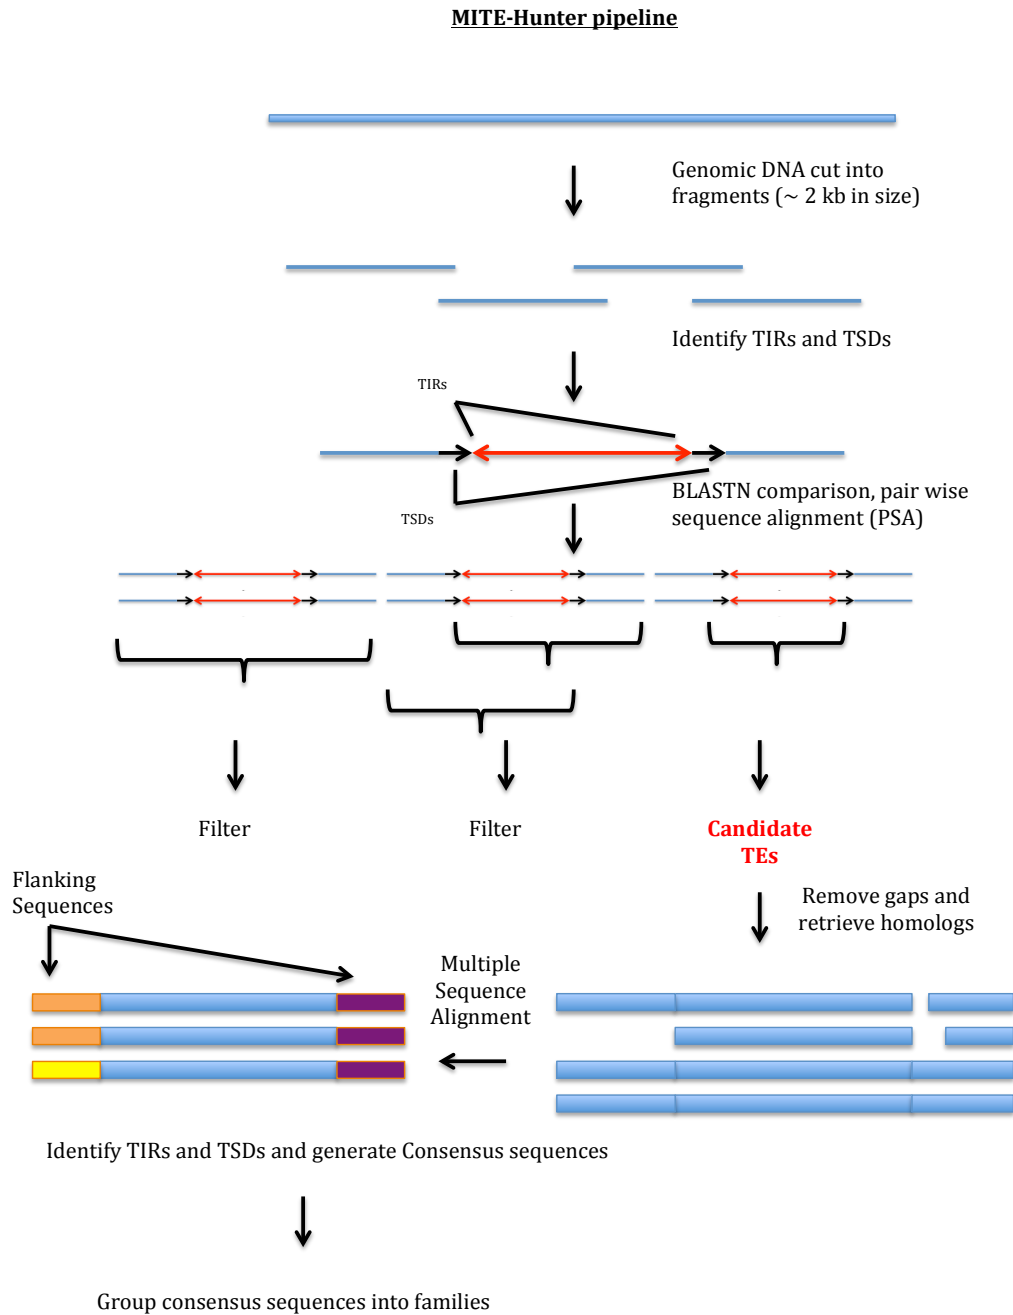 MITE-Hunter pipeline
Genomic DNA cut into
fragments (~ 2 kb in size)
Identify TIRs and TSDs
TIRs
BLASTN comparison, pair wise
sequence alignment (PSA)
TSDs
Filter
Filter
Candidate
TEs
Flanking
Sequences
Remove gaps and
retrieve homologs
Multiple
Sequence
Alignment
Identify TIRs and TSDs and generate Consensus sequences
Group consensus sequences into families